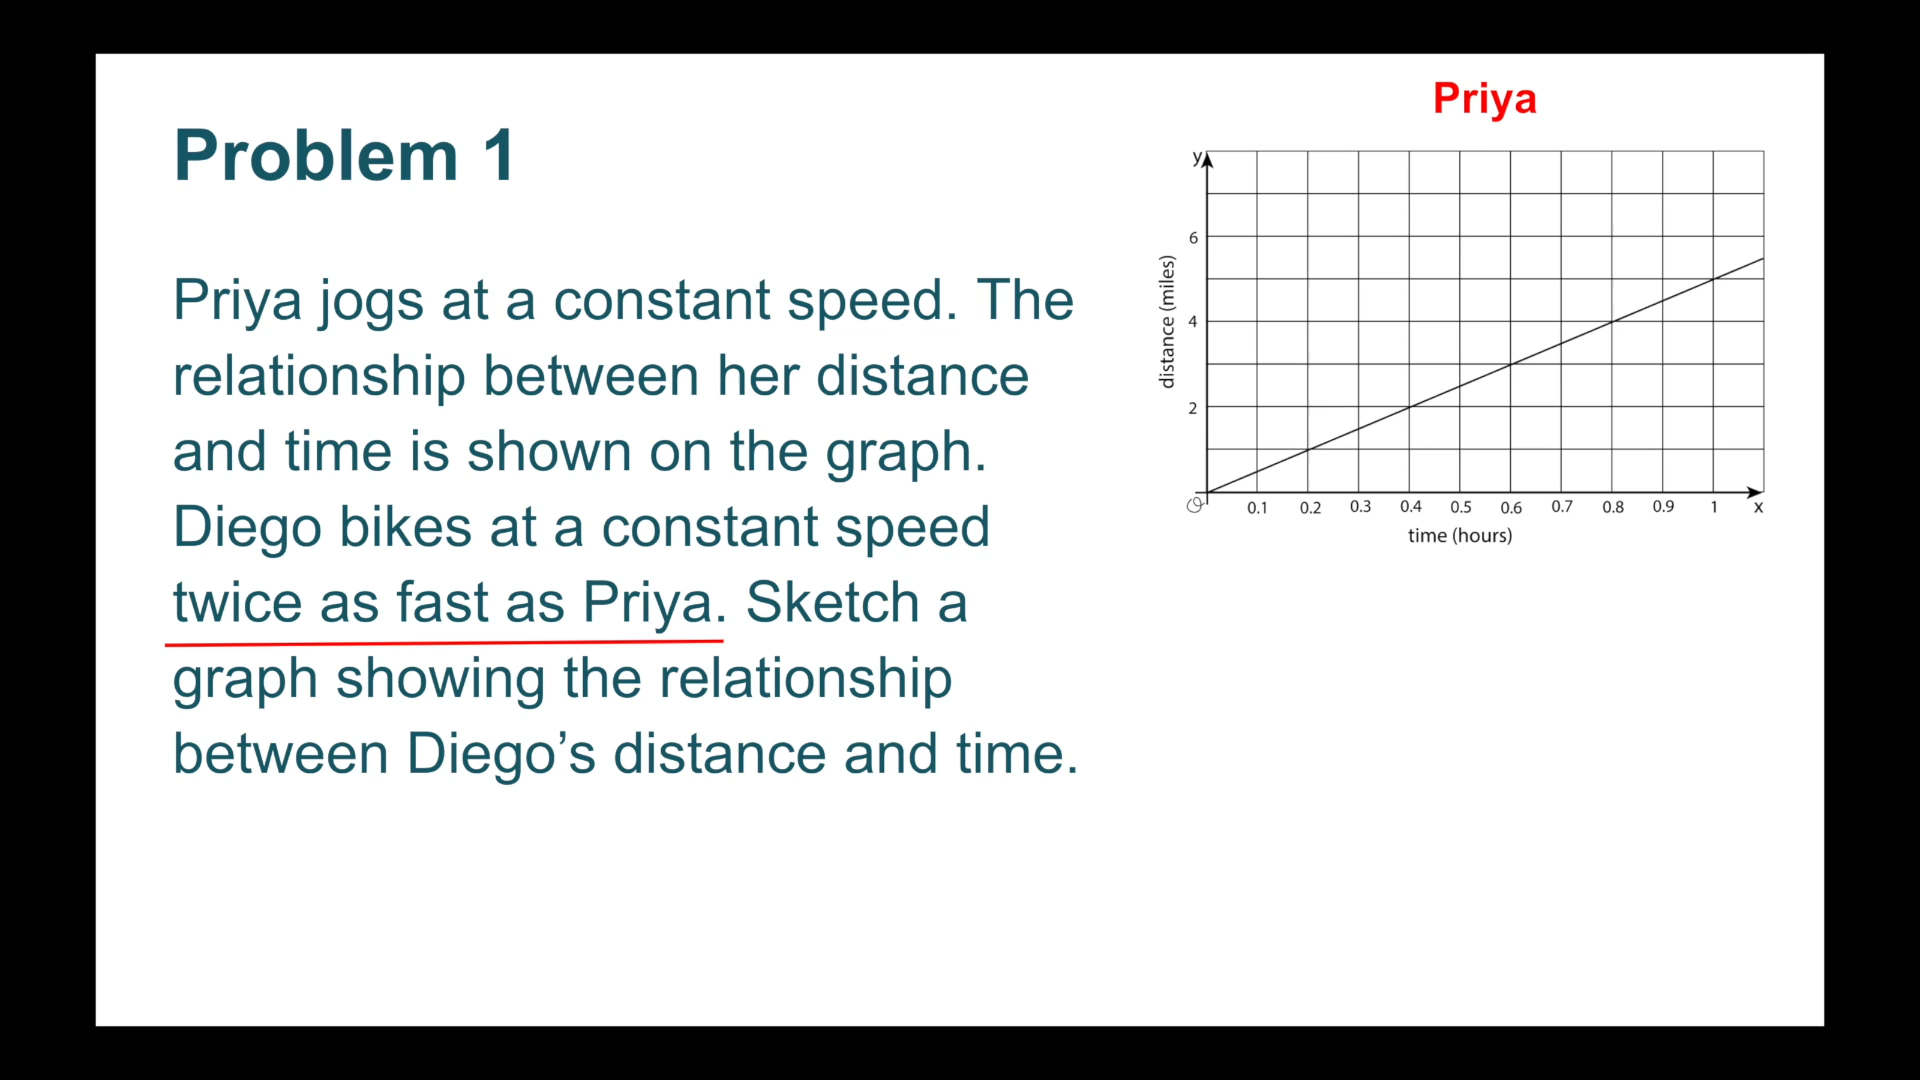 Problem 1
Priya jogs at a constant speed. The
relationship between her distance
and time is shown on the graph.
Diego bikes at a constant speed
twice as fast as Priya. Sketch a
graph showing the relationship
between Diego’s distance and time.
Priya
y
6
4
2
distance (miles)
O
0.1 0.2 0.3 0.4 0.5 0.6 0.7 0.8 0.9 1 x
time (hours)